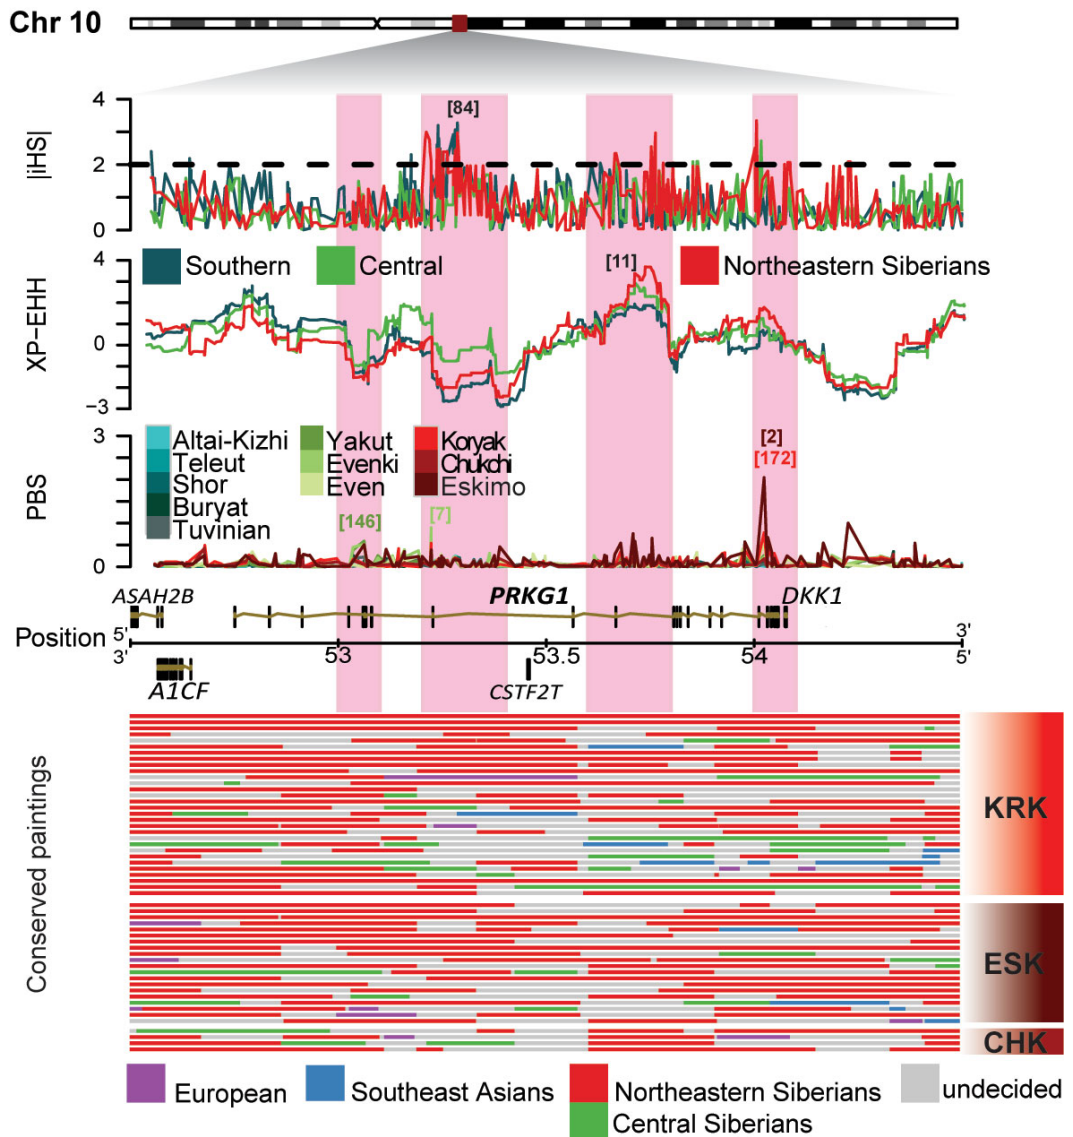 Chr 10
|iHS|
4
2
0
[84]
Southern
Central
Northeastern Siberians
XP–EHH
4
0
−3
[11]
PBS
3
0
Altai-Kizhi
Teleut
Shor
Buryat
Tuvinian
Yakut
Evenki
Even
Koryak
Chukchi
Eskimo
[146]
[7]
[2]
[172]
ASAH2B
PRKG1
DKK1
Position
5'
3'
3'
53
53.5
54
5'
A1CF
CSTF2T
Conserved paintings
KRK
ESK
CHK
European
Southeast Asians
Northeastern Siberians
undecided
Central Siberians